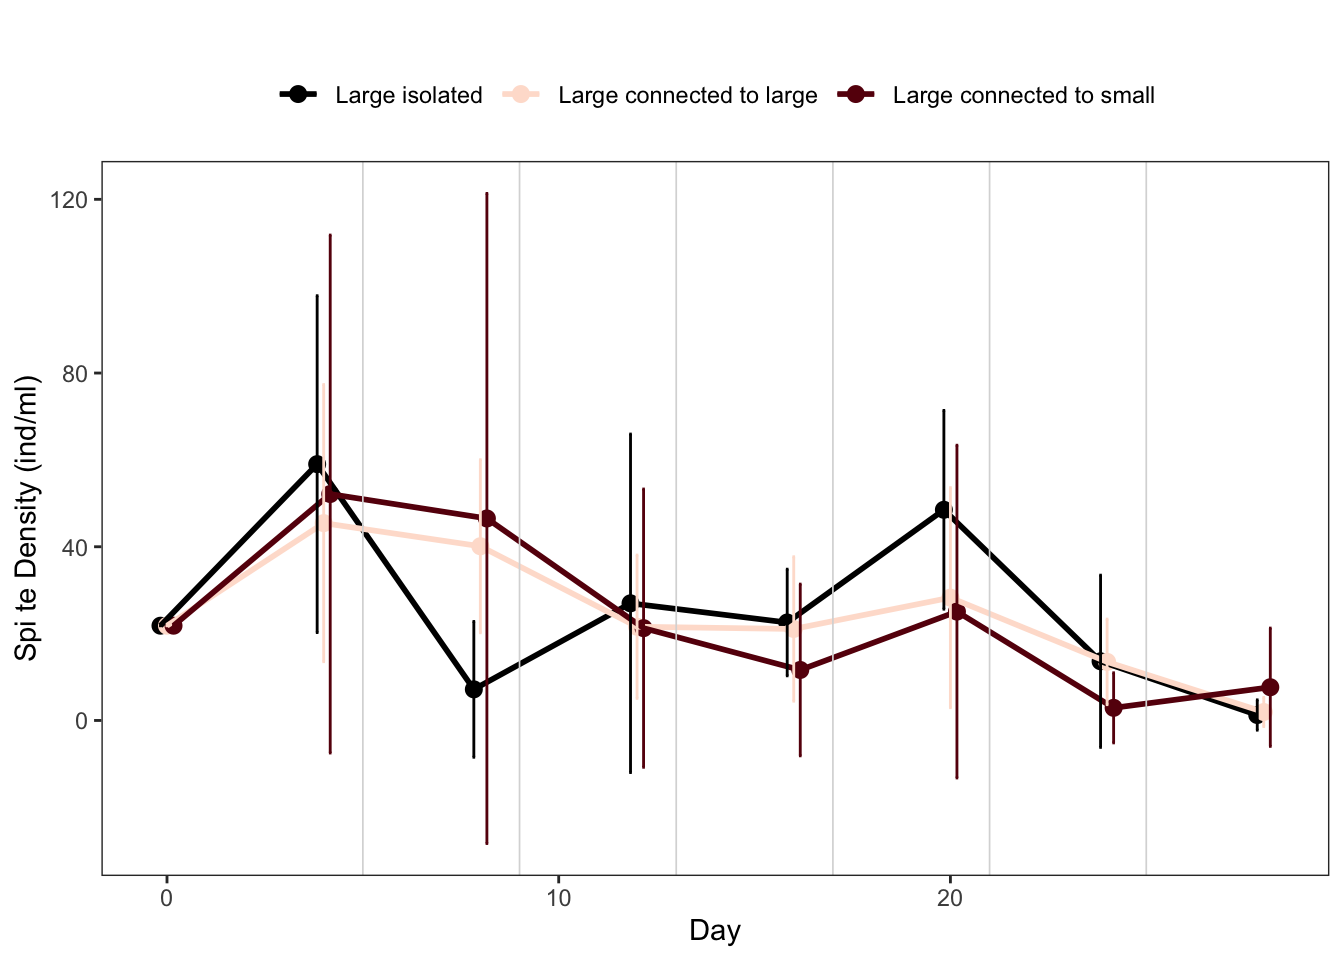 Large isolated Large connected to large Large connected to small
Spi te Density (ind/ml)
120
80
40
0
0 10 20
Day